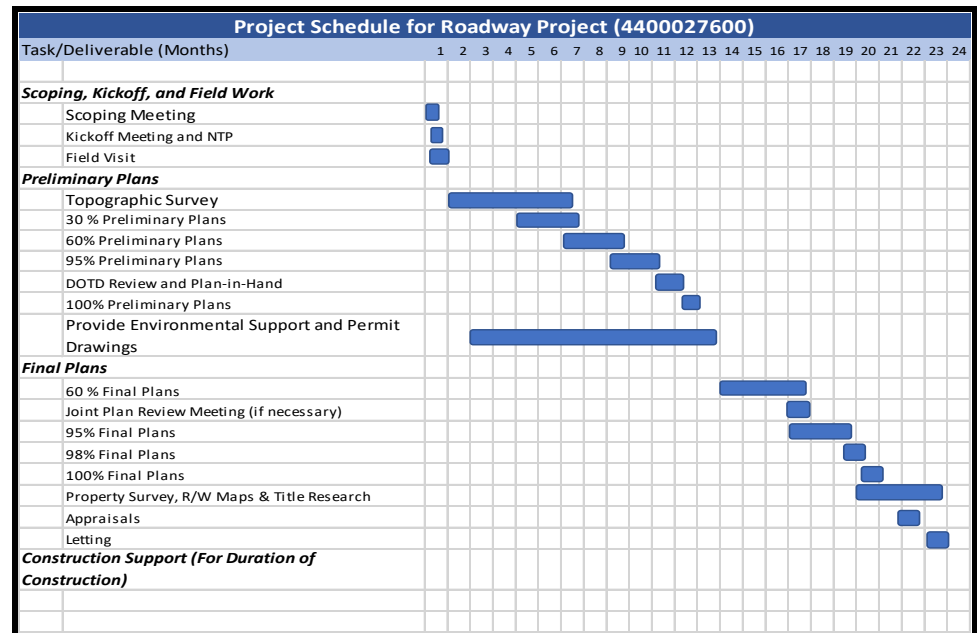 Project Schedule for Roadway Project (4400027600)
Task/Deliverable (Months) 1 2 3 4 5 6 7 8 9 10 11 12 13 14 15 16 17 18 19 20 21 22 23 24
Scoping, Kickoff, and Field Work
Scoping Meeting
Kickoff Meeting and NTP
Field Visit
Preliminary Plans
Topographic Survey
30 % Preliminary Plans
60% Preliminary Plans
95% Preliminary Plans
DOTD Review and Plan-in-Hand
100% Preliminary Plans
Provide Environmental Support and Permit
Drawings
Final Plans
60 % Final Plans
Joint Plan Review Meeting (if necessary)
95% Final Plans
98% Final Plans
100% Final Plans
Property Survey, R/W Maps & Title Research
Appraisals
Letting
Construction Support (For Duration of
Construction)